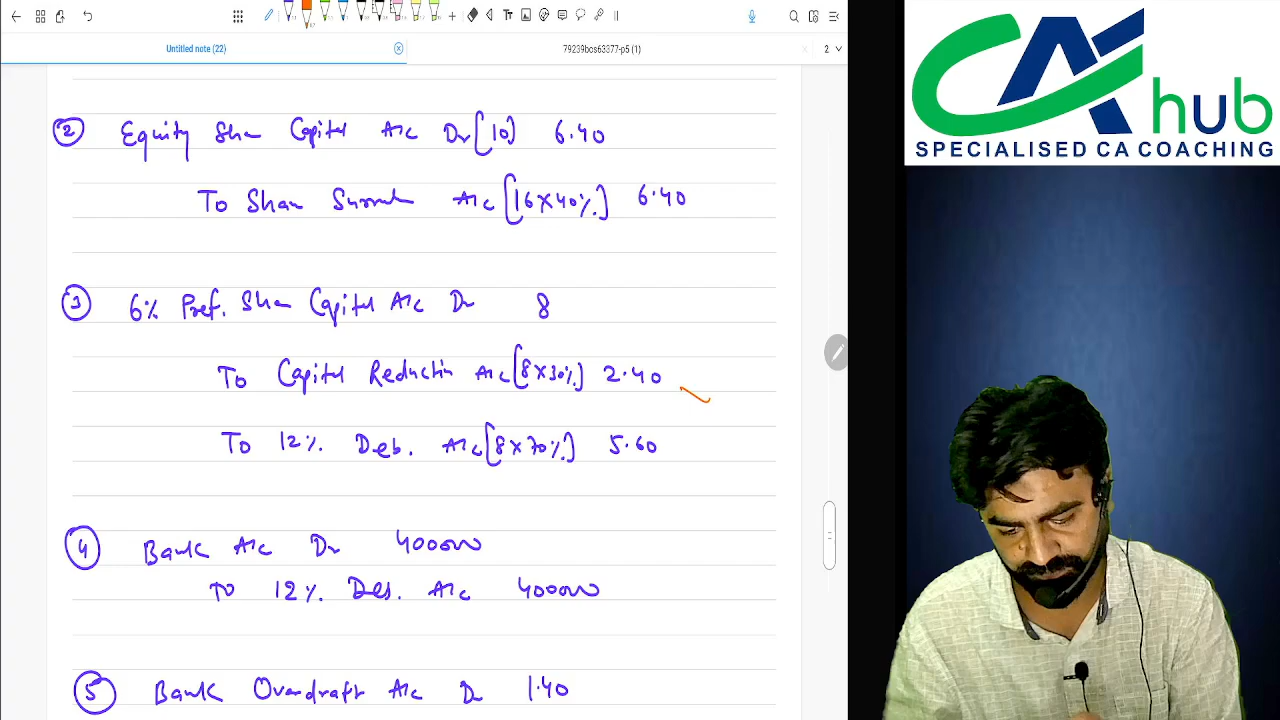 Untitled note (22)
79239bos63377-p5 (1)
2
CA hub
SPECIALISED CA COACHING
② Equity Sha Capital A/c Dr [10] 6.40
To Share Surrender A/c [16×40%] 6.40
③ 6% Pref. Share Capital A/c Dr 8
To Capital Reduction A/c [8×30%] 2.40
To 12% Deb. A/c [8×70%] 5.60
④ Bank A/c Dr 400000
To 12% Deb. A/c 400000
⑤ Bank Overdraft A/c Dr 1.40